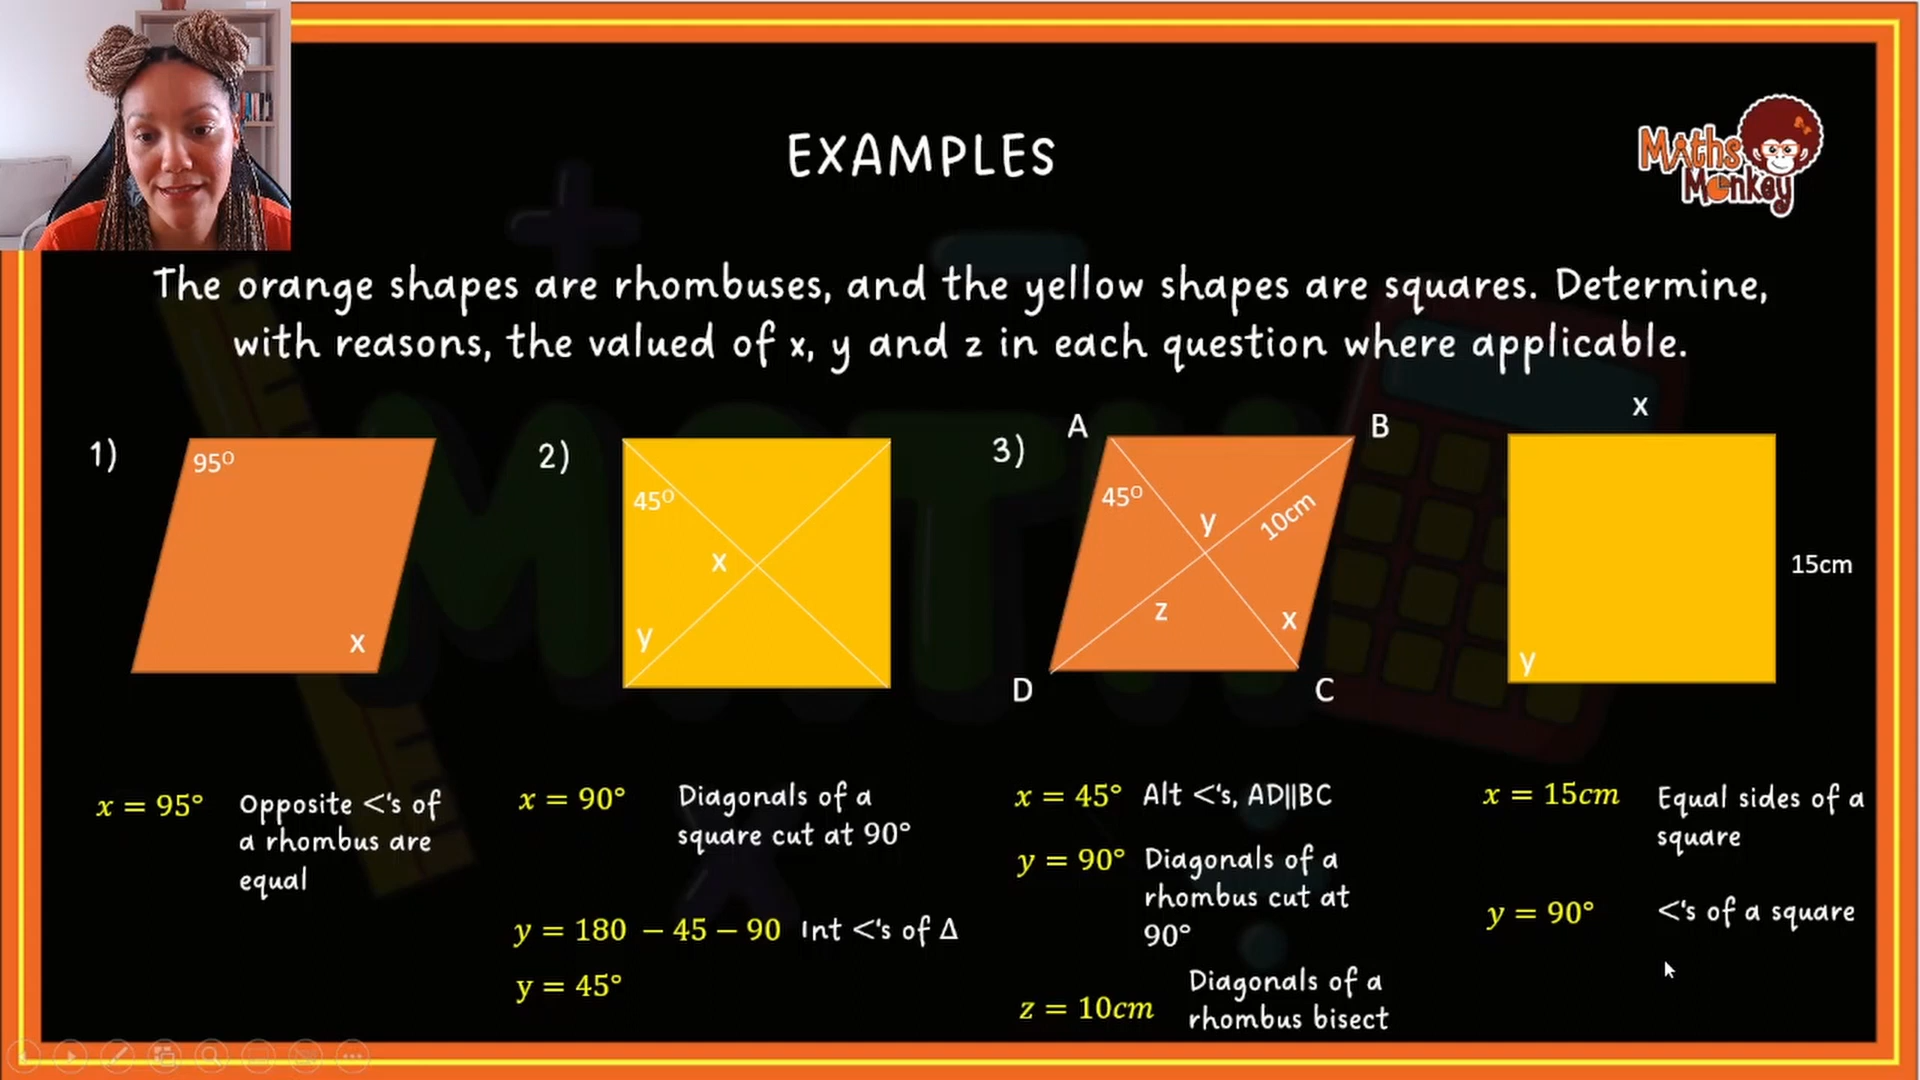 EXAMPLES
Maths
Monkey
The orange shapes are rhombuses, and the yellow shapes are squares. Determine,
with reasons, the valued of x, y and z in each question where applicable.
1)
95º
x
2)
45º
x
y
3)
A
B
45º
y
10cm
z
x
D
C
x
15cm
y
x = 95°
Opposite <'s of
a rhombus are
equal
x = 90°
Diagonals of a
square cut at 90°
y = 180 − 45 − 90 Int <'s of Δ
y = 45°
x = 45° Alt <'s, AD||BC
y = 90° Diagonals of a
rhombus cut at
90°
z = 10cm
Diagonals of a
rhombus bisect
x = 15cm
Equal sides of a
square
y = 90°
<'s of a square